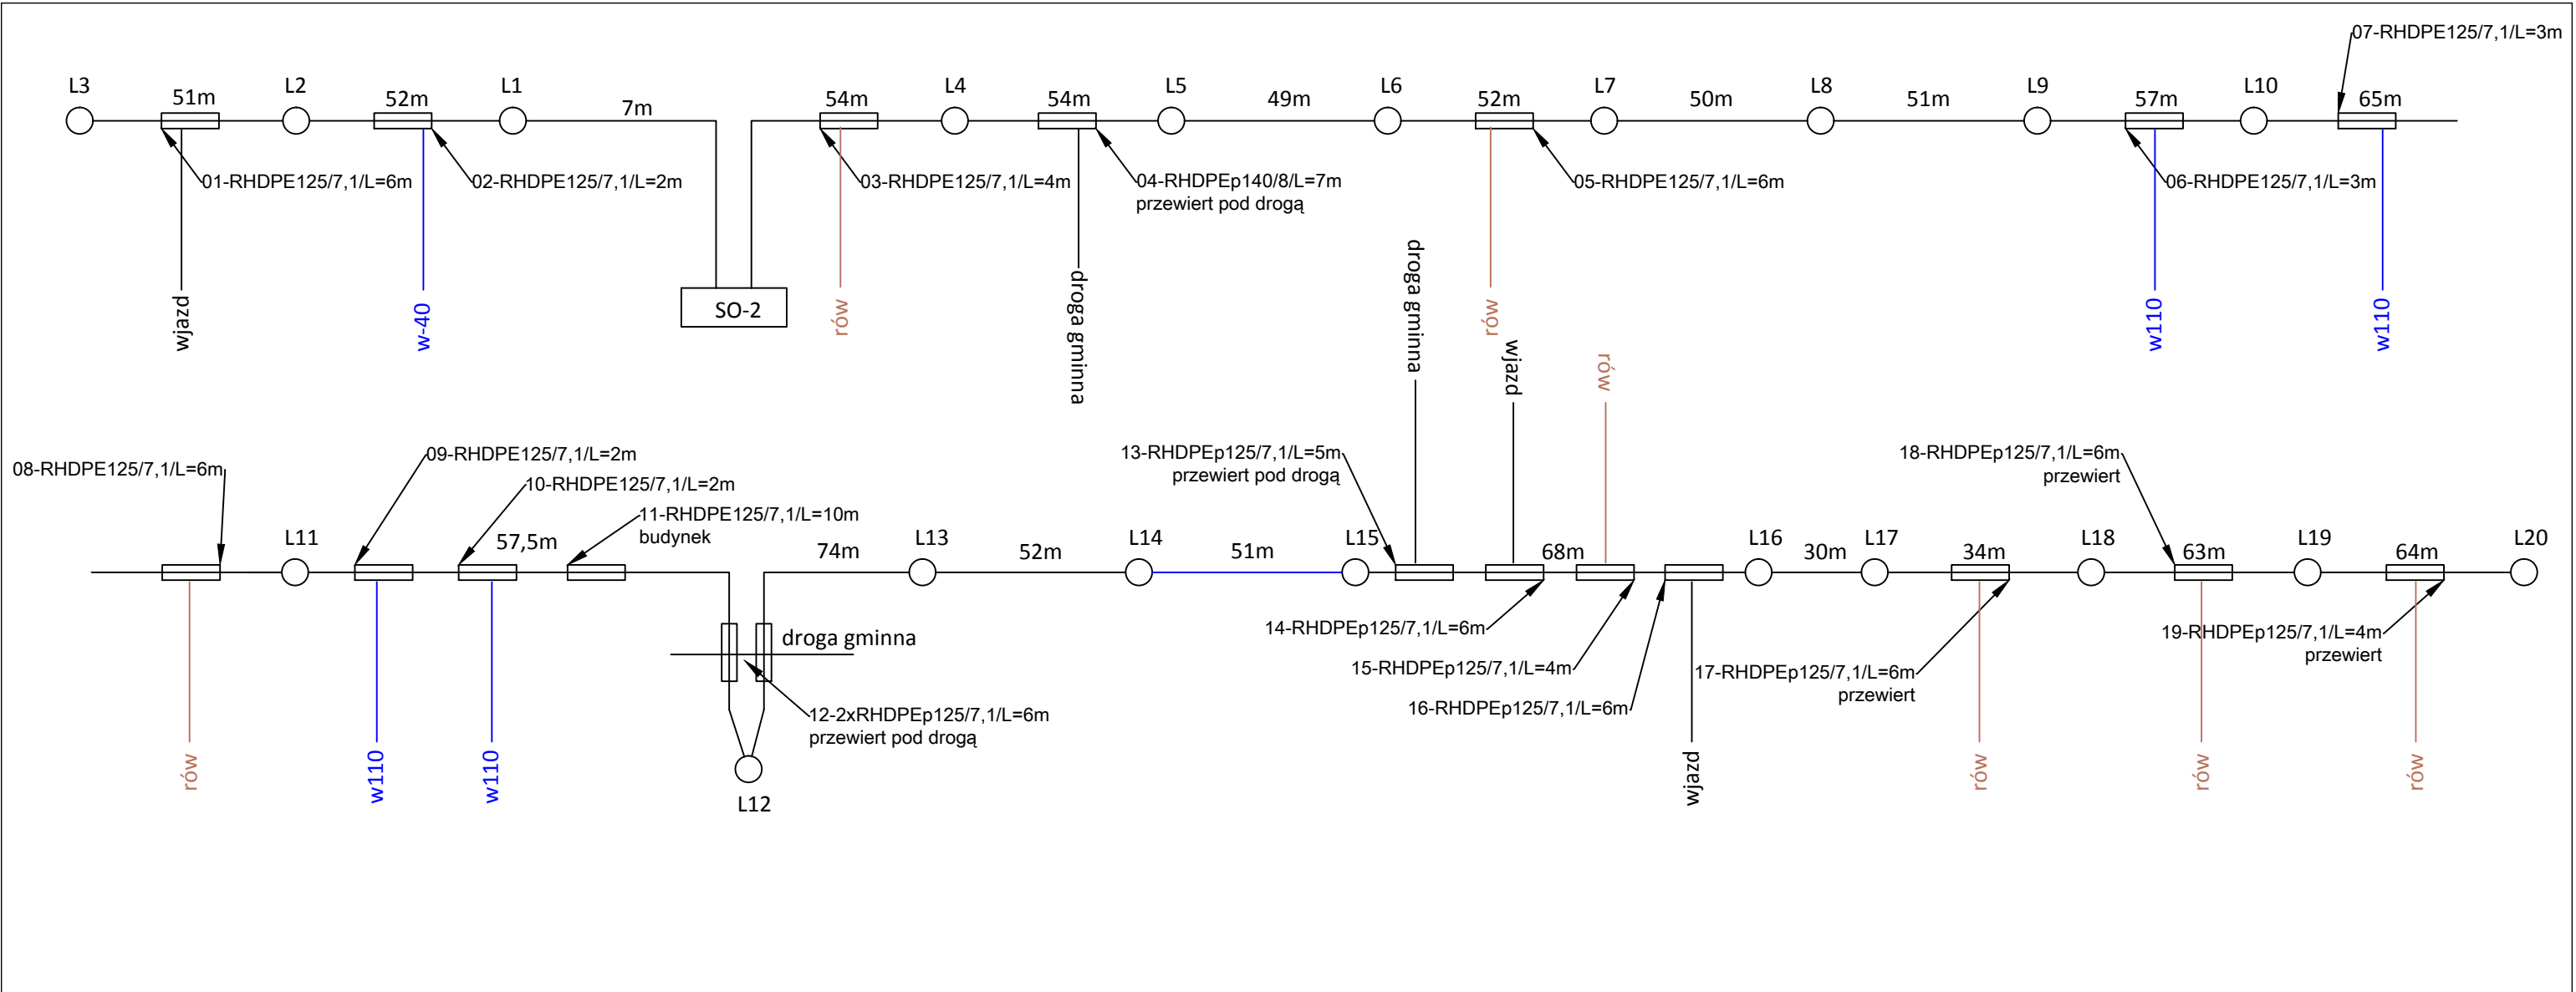 07-RHDPE125/7,1/L=3m
L3
51m
L2
52m
L1
7m
54m
L4
54m
L5
49m
L6
52m
L7
50m
L8
51m
L9
57m
L10
65m
01-RHDPE125/7,1/L=6m
02-RHDPE125/7,1/L=2m
03-RHDPE125/7,1/L=4m
04-RHDPEp140/8/L=7m
przewiert pod drogą
05-RHDPE125/7,1/L=6m
06-RHDPE125/7,1/L=3m
wjazd
w-40
SO-2
rów
droga gminna
rów
w110
w110
droga gminna
wjazd
rów
08-RHDPE125/7,1/L=6m
09-RHDPE125/7,1/L=2m
10-RHDPE125/7,1/L=2m
11-RHDPE125/7,1/L=10m
budynek
13-RHDPEp125/7,1/L=5m
przewiert pod drogą
18-RHDPEp125/7,1/L=6m
przewiert
L11
57,5m
74m
L13
52m
L14
51m
L15
68m
L16
30m
L17
34m
L18
63m
L19
64m
L20
droga gminna
14-RHDPEp125/7,1/L=6m
15-RHDPEp125/7,1/L=4m
16-RHDPEp125/7,1/L=6m
17-RHDPEp125/7,1/L=6m
przewiert
19-RHDPEp125/7,1/L=4m
przewiert
12-2xRHDPEp125/7,1/L=6m
przewiert pod drogą
rów
w110
w110
L12
wjazd
rów
rów
rów